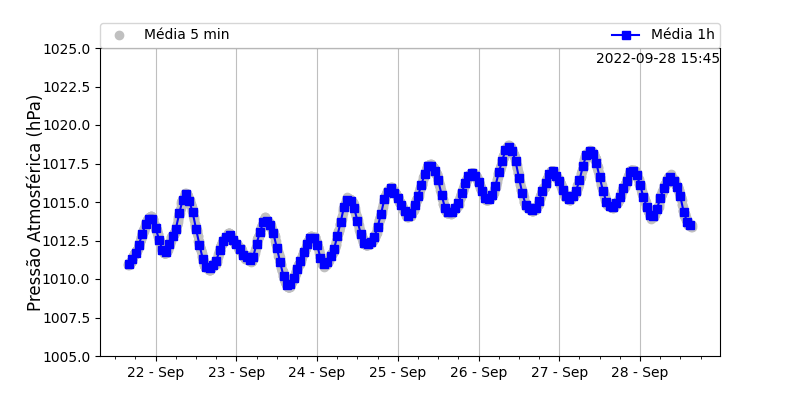 Média 5 min
Média 1h
2022-09-28 15:45
Pressão Atmosférica (hPa)
1025.0
1022.5
1020.0
1017.5
1015.0
1012.5
1010.0
1007.5
1005.0
22 - Sep
23 - Sep
24 - Sep
25 - Sep
26 - Sep
27 - Sep
28 - Sep